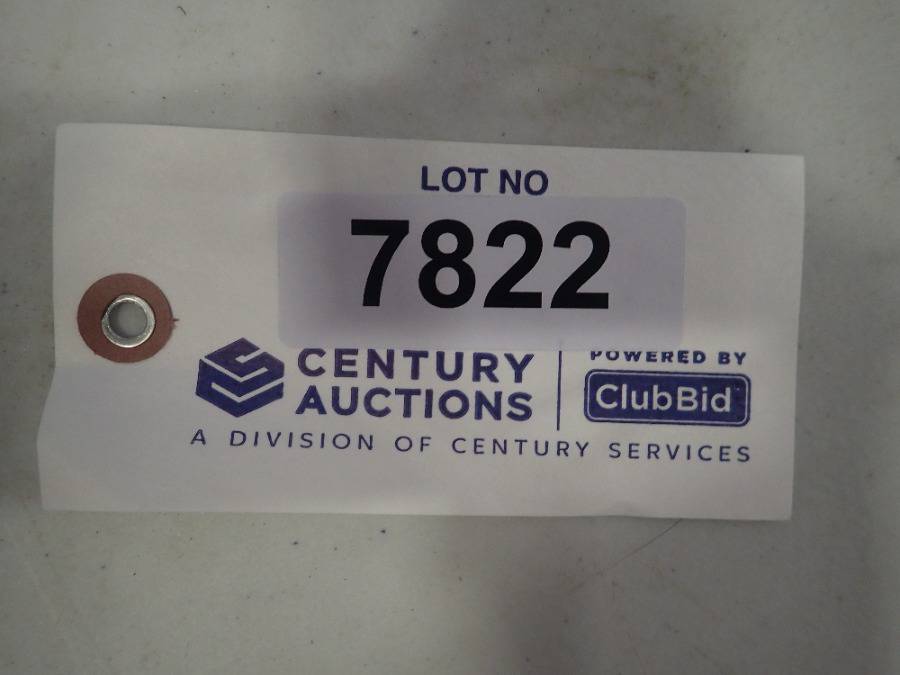 LOT NO
7822
CENTURY
AUCTIONS
POWERED BY
ClubBid
A DIVISION OF CENTURY SERVICES